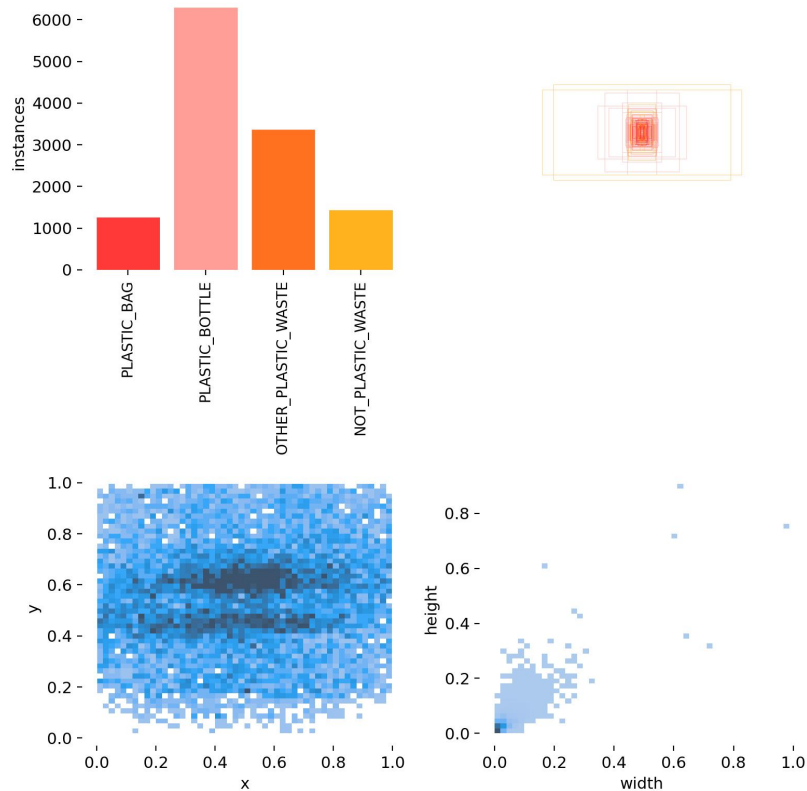 6000
5000
4000
3000
2000
1000
0
instances
PLASTIC_BAG
PLASTIC_BOTTLE
OTHER_PLASTIC_WASTE
NOT_PLASTIC_WASTE
1.0
0.8
0.6
0.4
0.2
0.0
y
0.0 0.2 0.4 0.6 0.8 1.0
x
0.8
0.6
0.4
0.2
0.0
height
0.0 0.2 0.4 0.6 0.8 1.0
width